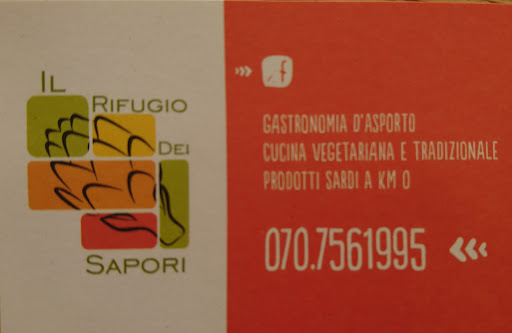 IL
RIFUGIO
DEI
SAPORI
f
GASTRONOMIA D'ASPORTO
CUCINA VEGETARIANA E TRADIZIONALE
PRODOTTI SARDI A KM 0
070.7561995